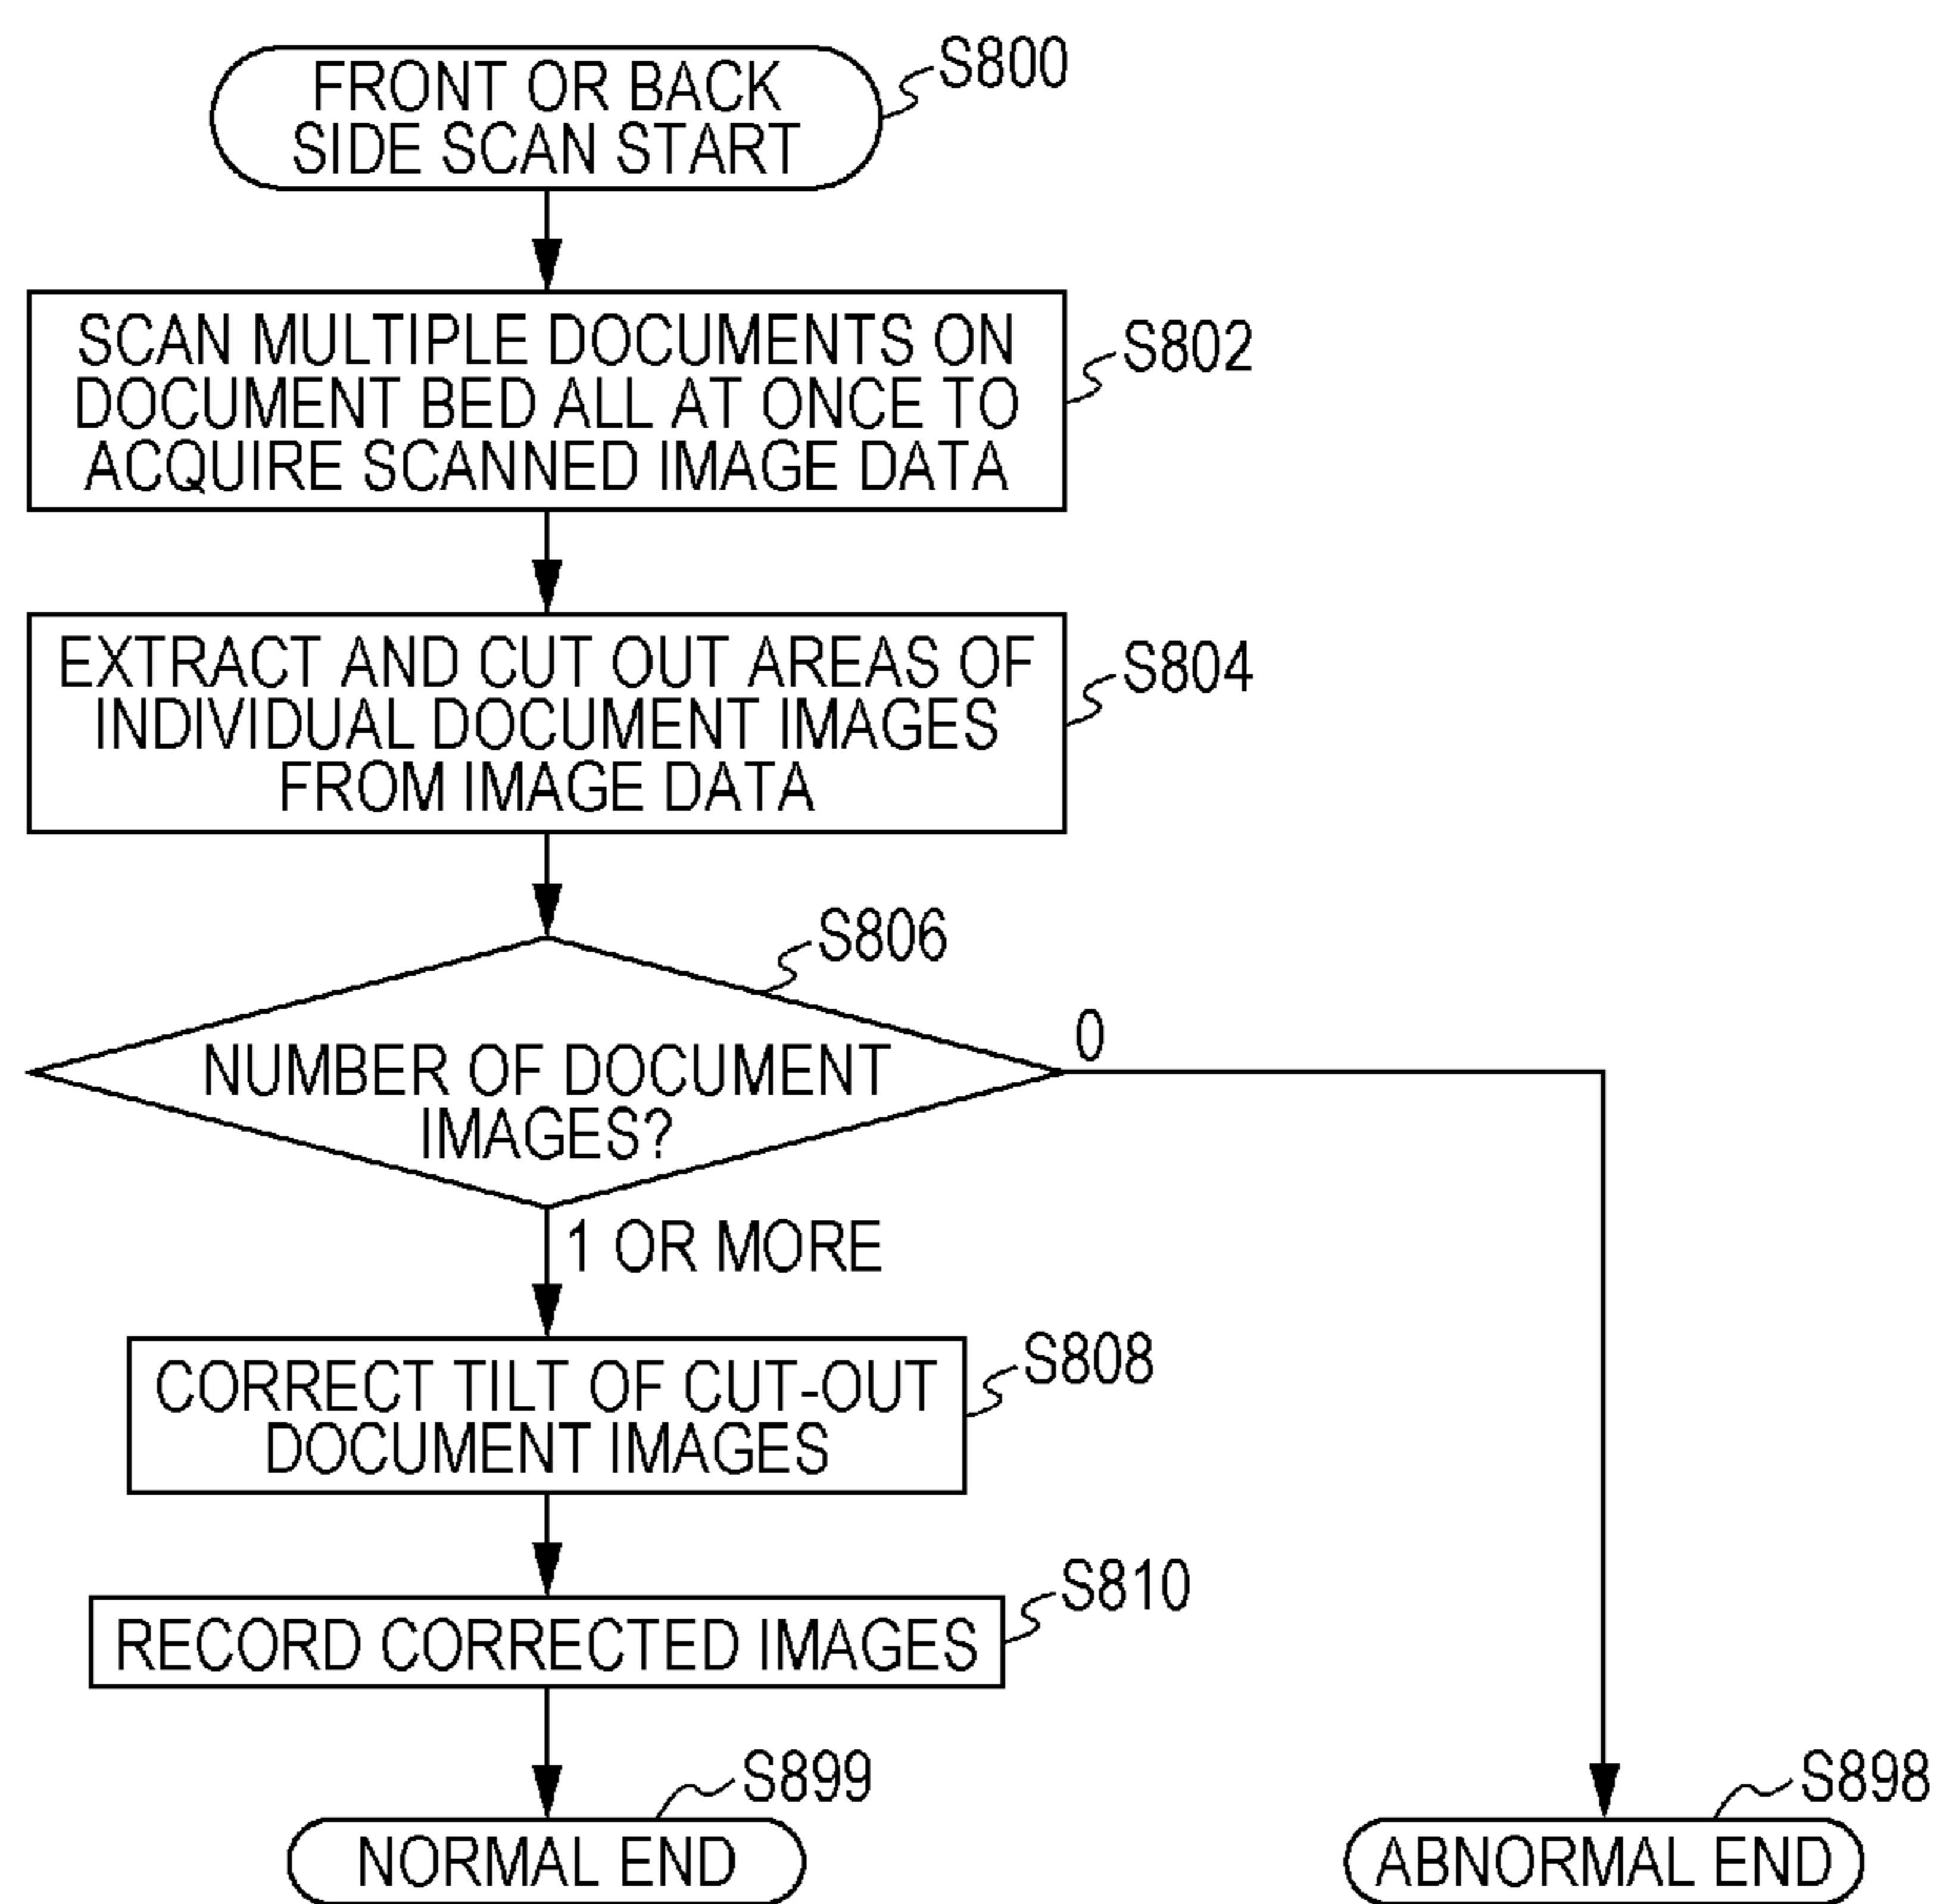 FRONT OR BACK
SIDE SCAN START
S800
SCAN MULTIPLE DOCUMENTS ON
DOCUMENT BED ALL AT ONCE TO
ACQUIRE SCANNED IMAGE DATA
S802
EXTRACT AND CUT OUT AREAS OF
INDIVIDUAL DOCUMENT IMAGES
FROM IMAGE DATA
S804
S806
NUMBER OF DOCUMENT
IMAGES?
0
1 OR MORE
CORRECT TILT OF CUT-OUT
DOCUMENT IMAGES
S808
RECORD CORRECTED IMAGES
S810
S899
NORMAL END
S898
ABNORMAL END